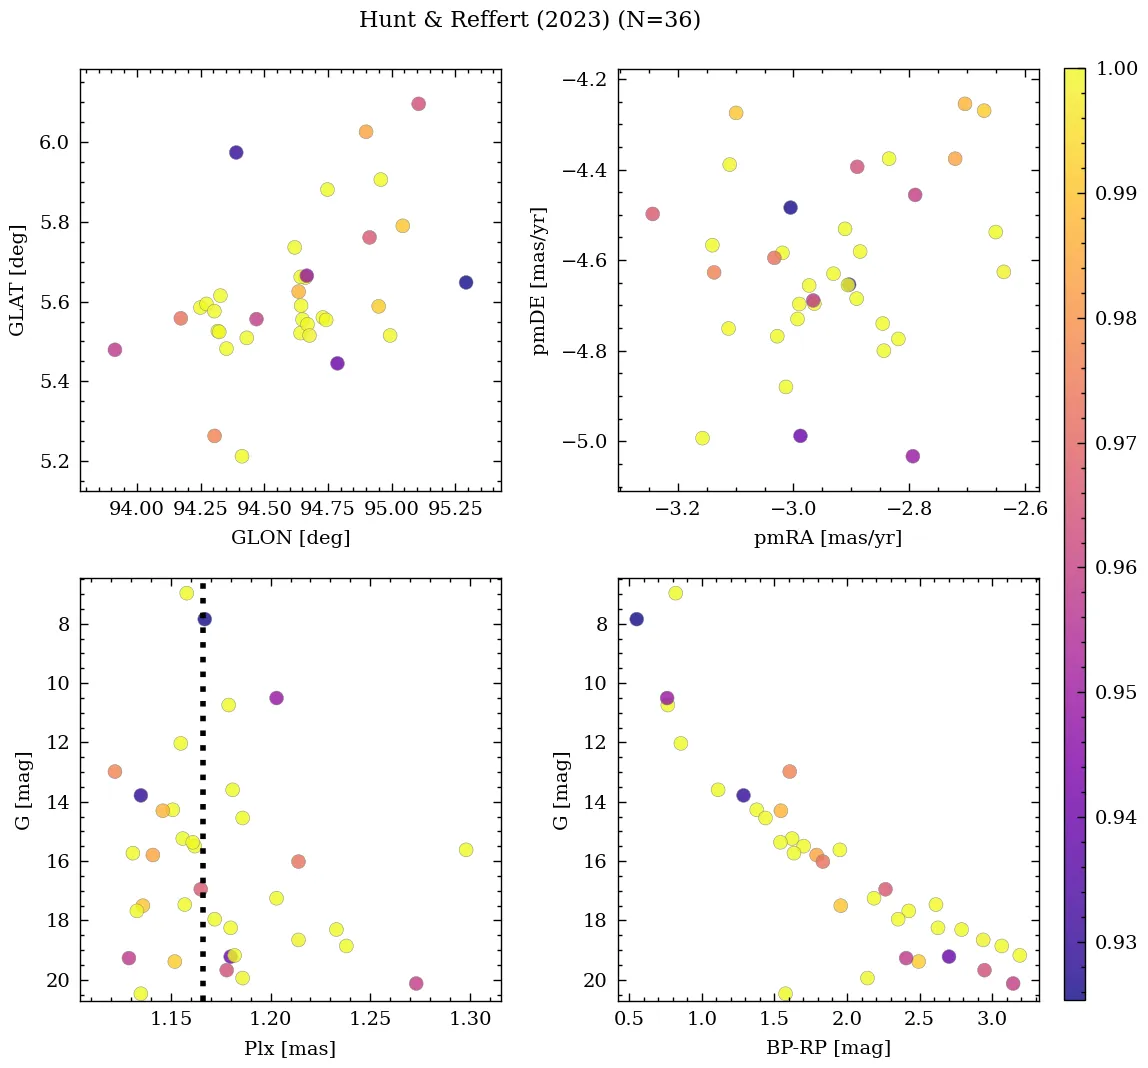 Hunt & Reffert (2023) (N=36)
6.0
5.8
5.6
5.4
5.2
GLAT [deg]
94.00 94.25 94.50 94.75 95.00 95.25
GLON [deg]
−4.2
−4.4
−4.6
−4.8
−5.0
pmDE [mas/yr]
−3.2 −3.0 −2.8 −2.6
pmRA [mas/yr]
8
10
12
14
16
18
20
G [mag]
1.15 1.20 1.25 1.30
Plx [mas]
8
10
12
14
16
18
20
G [mag]
0.5 1.0 1.5 2.0 2.5 3.0
BP-RP [mag]
1.00
0.99
0.98
0.97
0.96
0.95
0.94
0.93